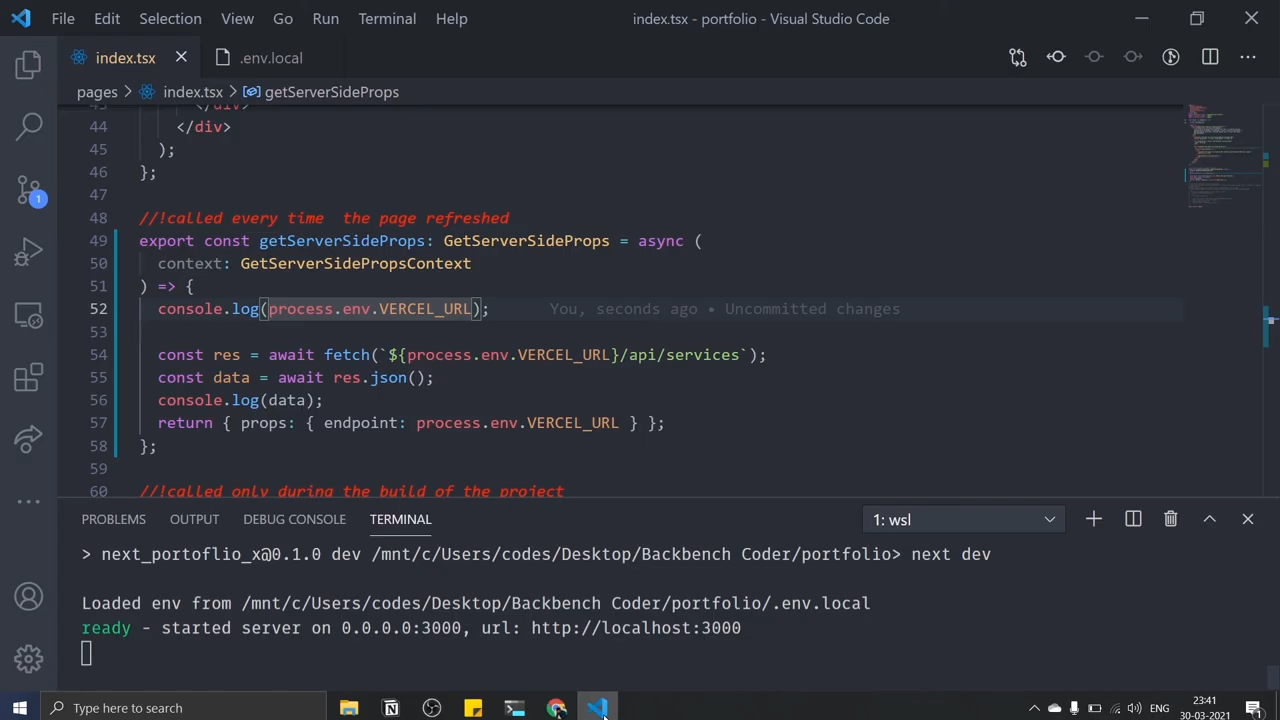 File Edit Selection View Go Run Terminal Help index.tsx - portfolio - Visual Studio Code
index.tsx .env.local
pages > index.tsx > getServerSideProps
43 </div>
44 </div>
45 );
46 };
47
48 //!called every time  the page refreshed
49 export const getServerSideProps: GetServerSideProps = async (
50 context: GetServerSidePropsContext
51 ) => {
52 console.log(process.env.VERCEL_URL); You, seconds ago • Uncommitted changes
53
54 const res = await fetch(`${process.env.VERCEL_URL}/api/services`);
55 const data = await res.json();
56 console.log(data);
57 return { props: { endpoint: process.env.VERCEL_URL } };
58 };
59
60 //!called only during the build of the project
1
PROBLEMS OUTPUT DEBUG CONSOLE TERMINAL 1: wsl
> next_portoflio_x@0.1.0 dev /mnt/c/Users/codes/Desktop/Backbench Coder/portfolio> next dev
Loaded env from /mnt/c/Users/codes/Desktop/Backbench Coder/portfolio/.env.local
ready - started server on 0.0.0.0:3000, url: http://localhost:3000
Type here to search ENG 22:41
30-03-2021
1